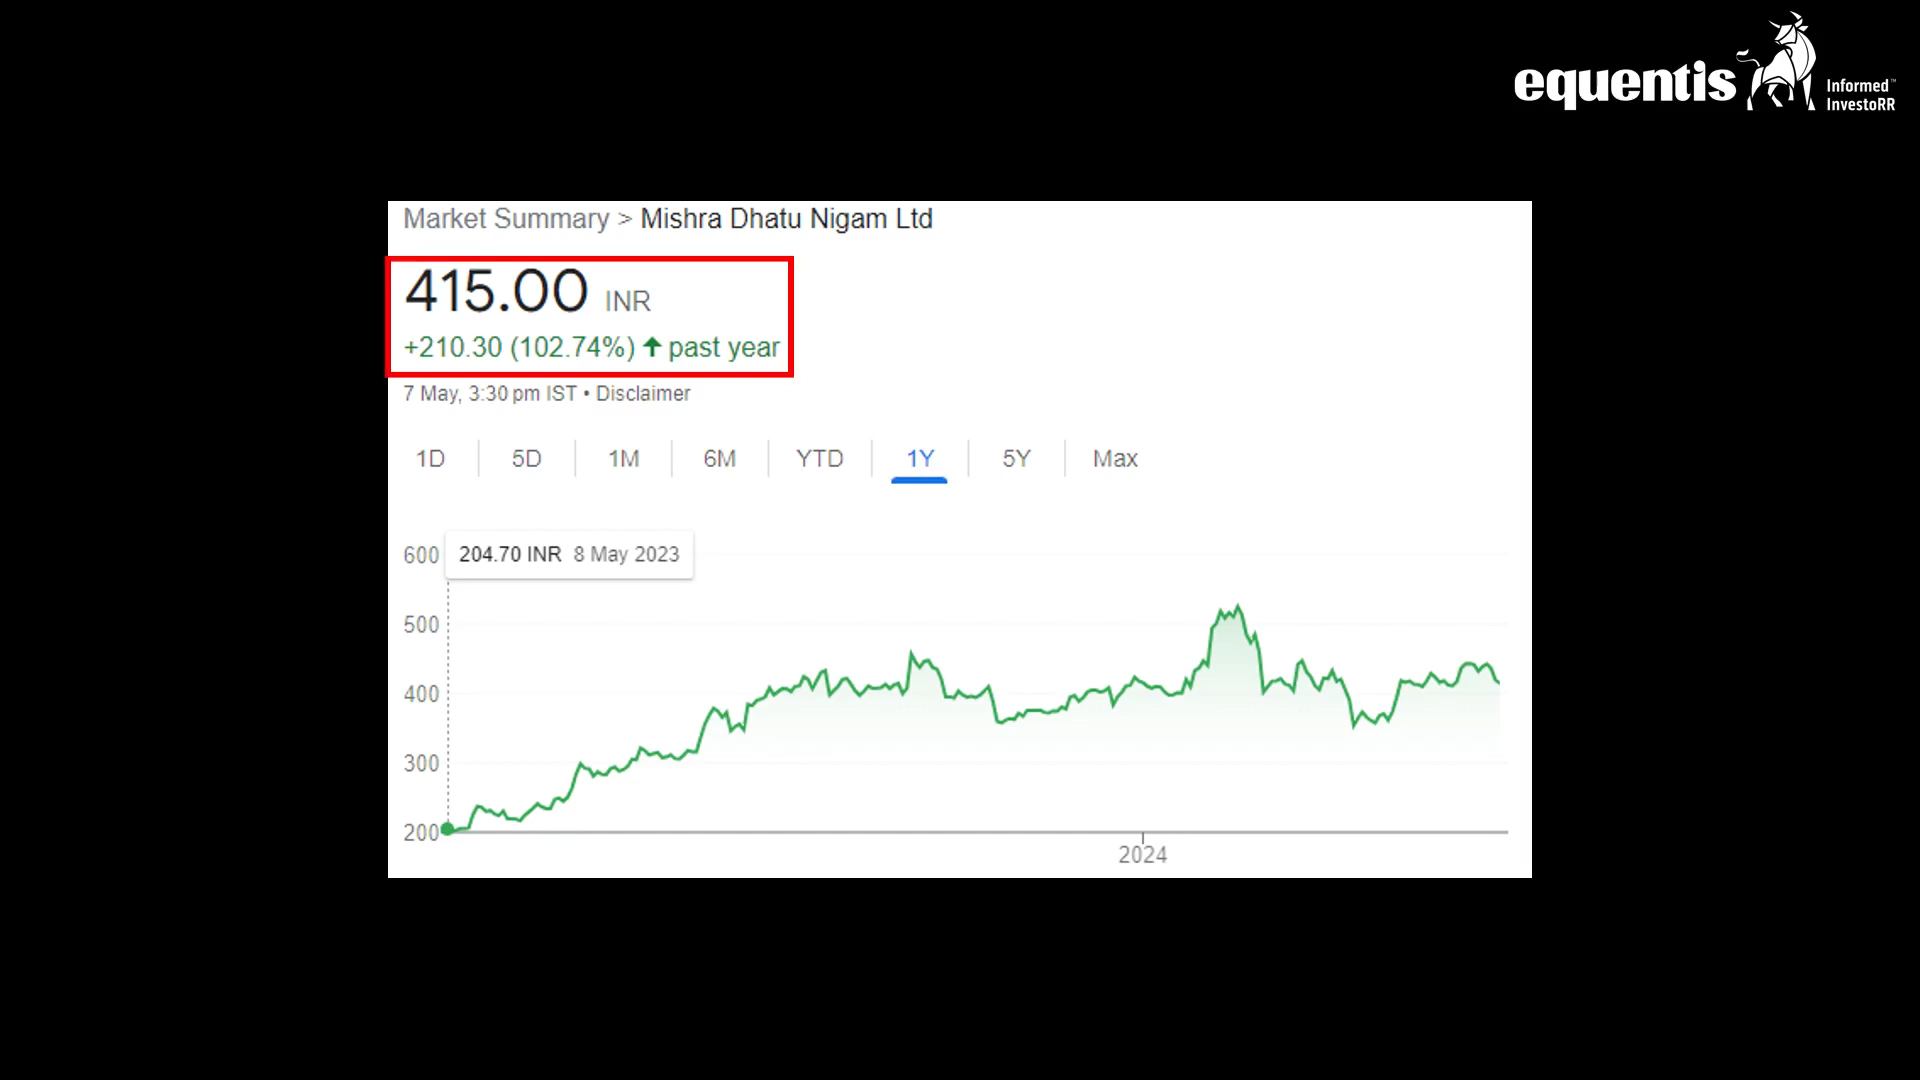 equentis
Informed™
InvestoRR
Market Summary > Mishra Dhatu Nigam Ltd
415.00 INR
+210.30 (102.74%) ↑ past year
7 May, 3:30 pm IST • Disclaimer
1D 5D 1M 6M YTD 1Y 5Y Max
204.70 INR 8 May 2023
600
500
400
300
200
2024